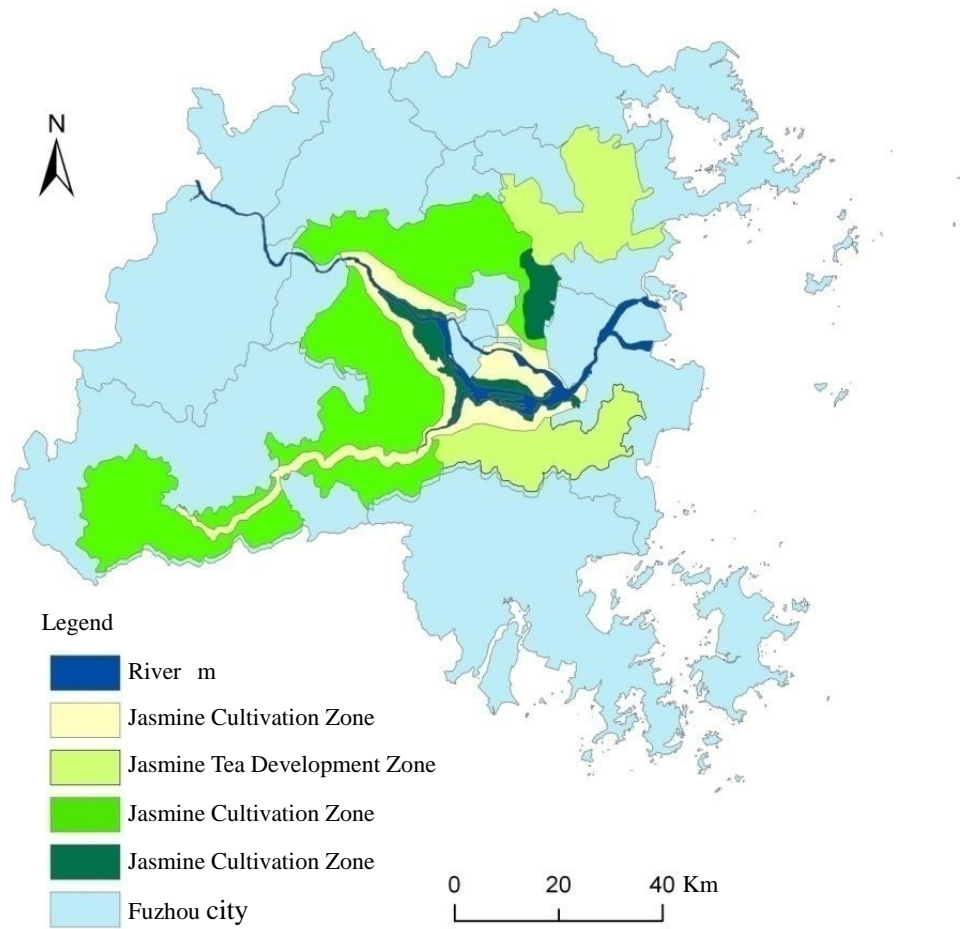 N
Legend
River m
Jasmine Cultivation Zone
Jasmine Tea Development Zone
Jasmine Cultivation Zone
Jasmine Cultivation Zone
Fuzhou city
0 20 40 Km